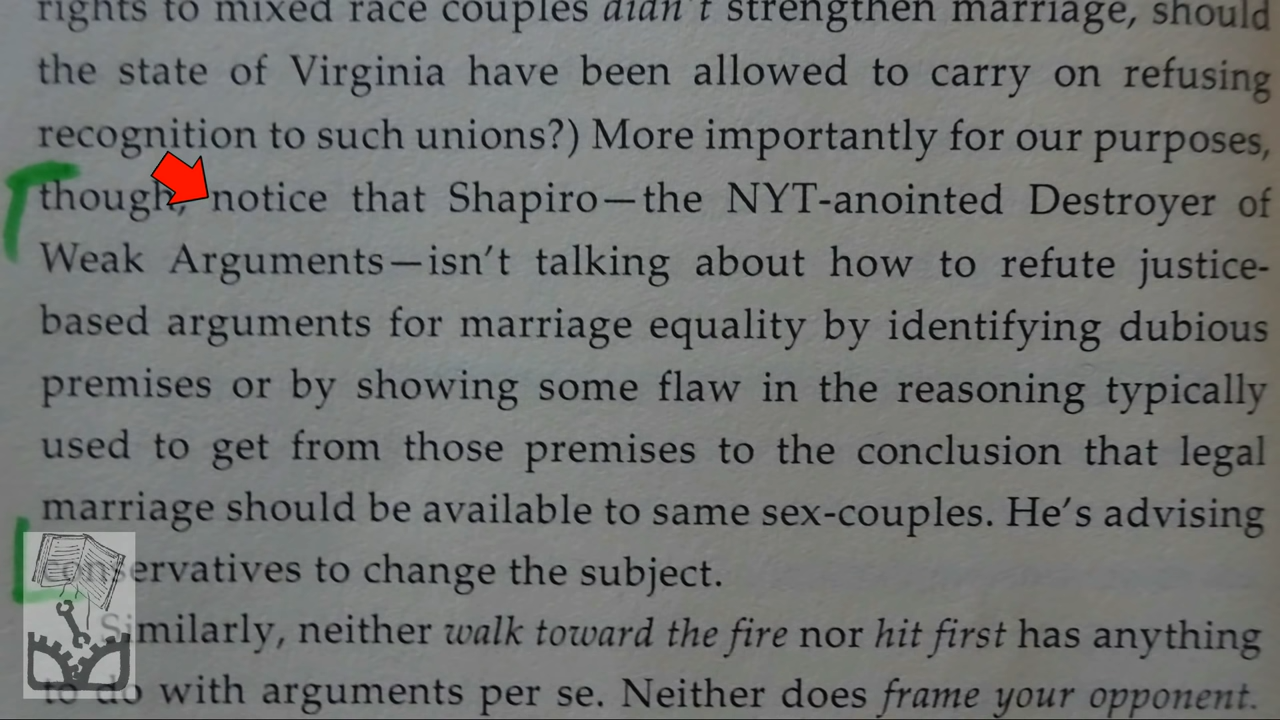 rights to mixed race couples didn't strengthen marriage, should
the state of Virginia have been allowed to carry on refusing
recognition to such unions?) More importantly for our purposes,
though, notice that Shapiro—the NYT-anointed Destroyer of
Weak Arguments—isn't talking about how to refute justice-
based arguments for marriage equality by identifying dubious
premises or by showing some flaw in the reasoning typically
used to get from those premises to the conclusion that legal
marriage should be available to same sex-couples. He's advising
conservatives to change the subject.
Similarly, neither walk toward the fire nor hit first has anything
to do with arguments per se. Neither does frame your opponent.